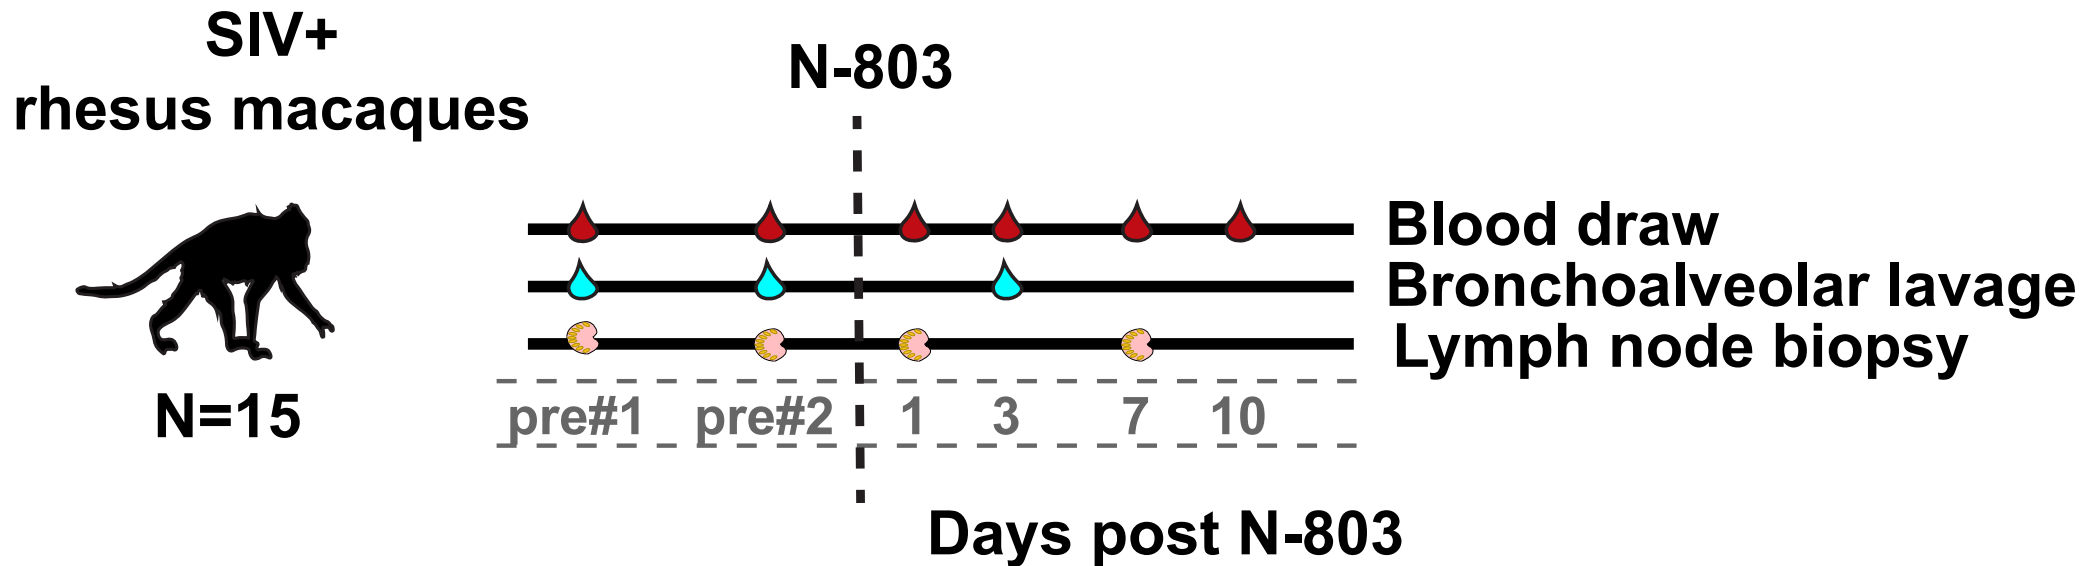 SIV+
rhesus macaques
N=15
N-803
Blood draw
Bronchoalveolar lavage
Lymph node biopsy
pre#1 pre#2 1 3 7 10
Days post N-803